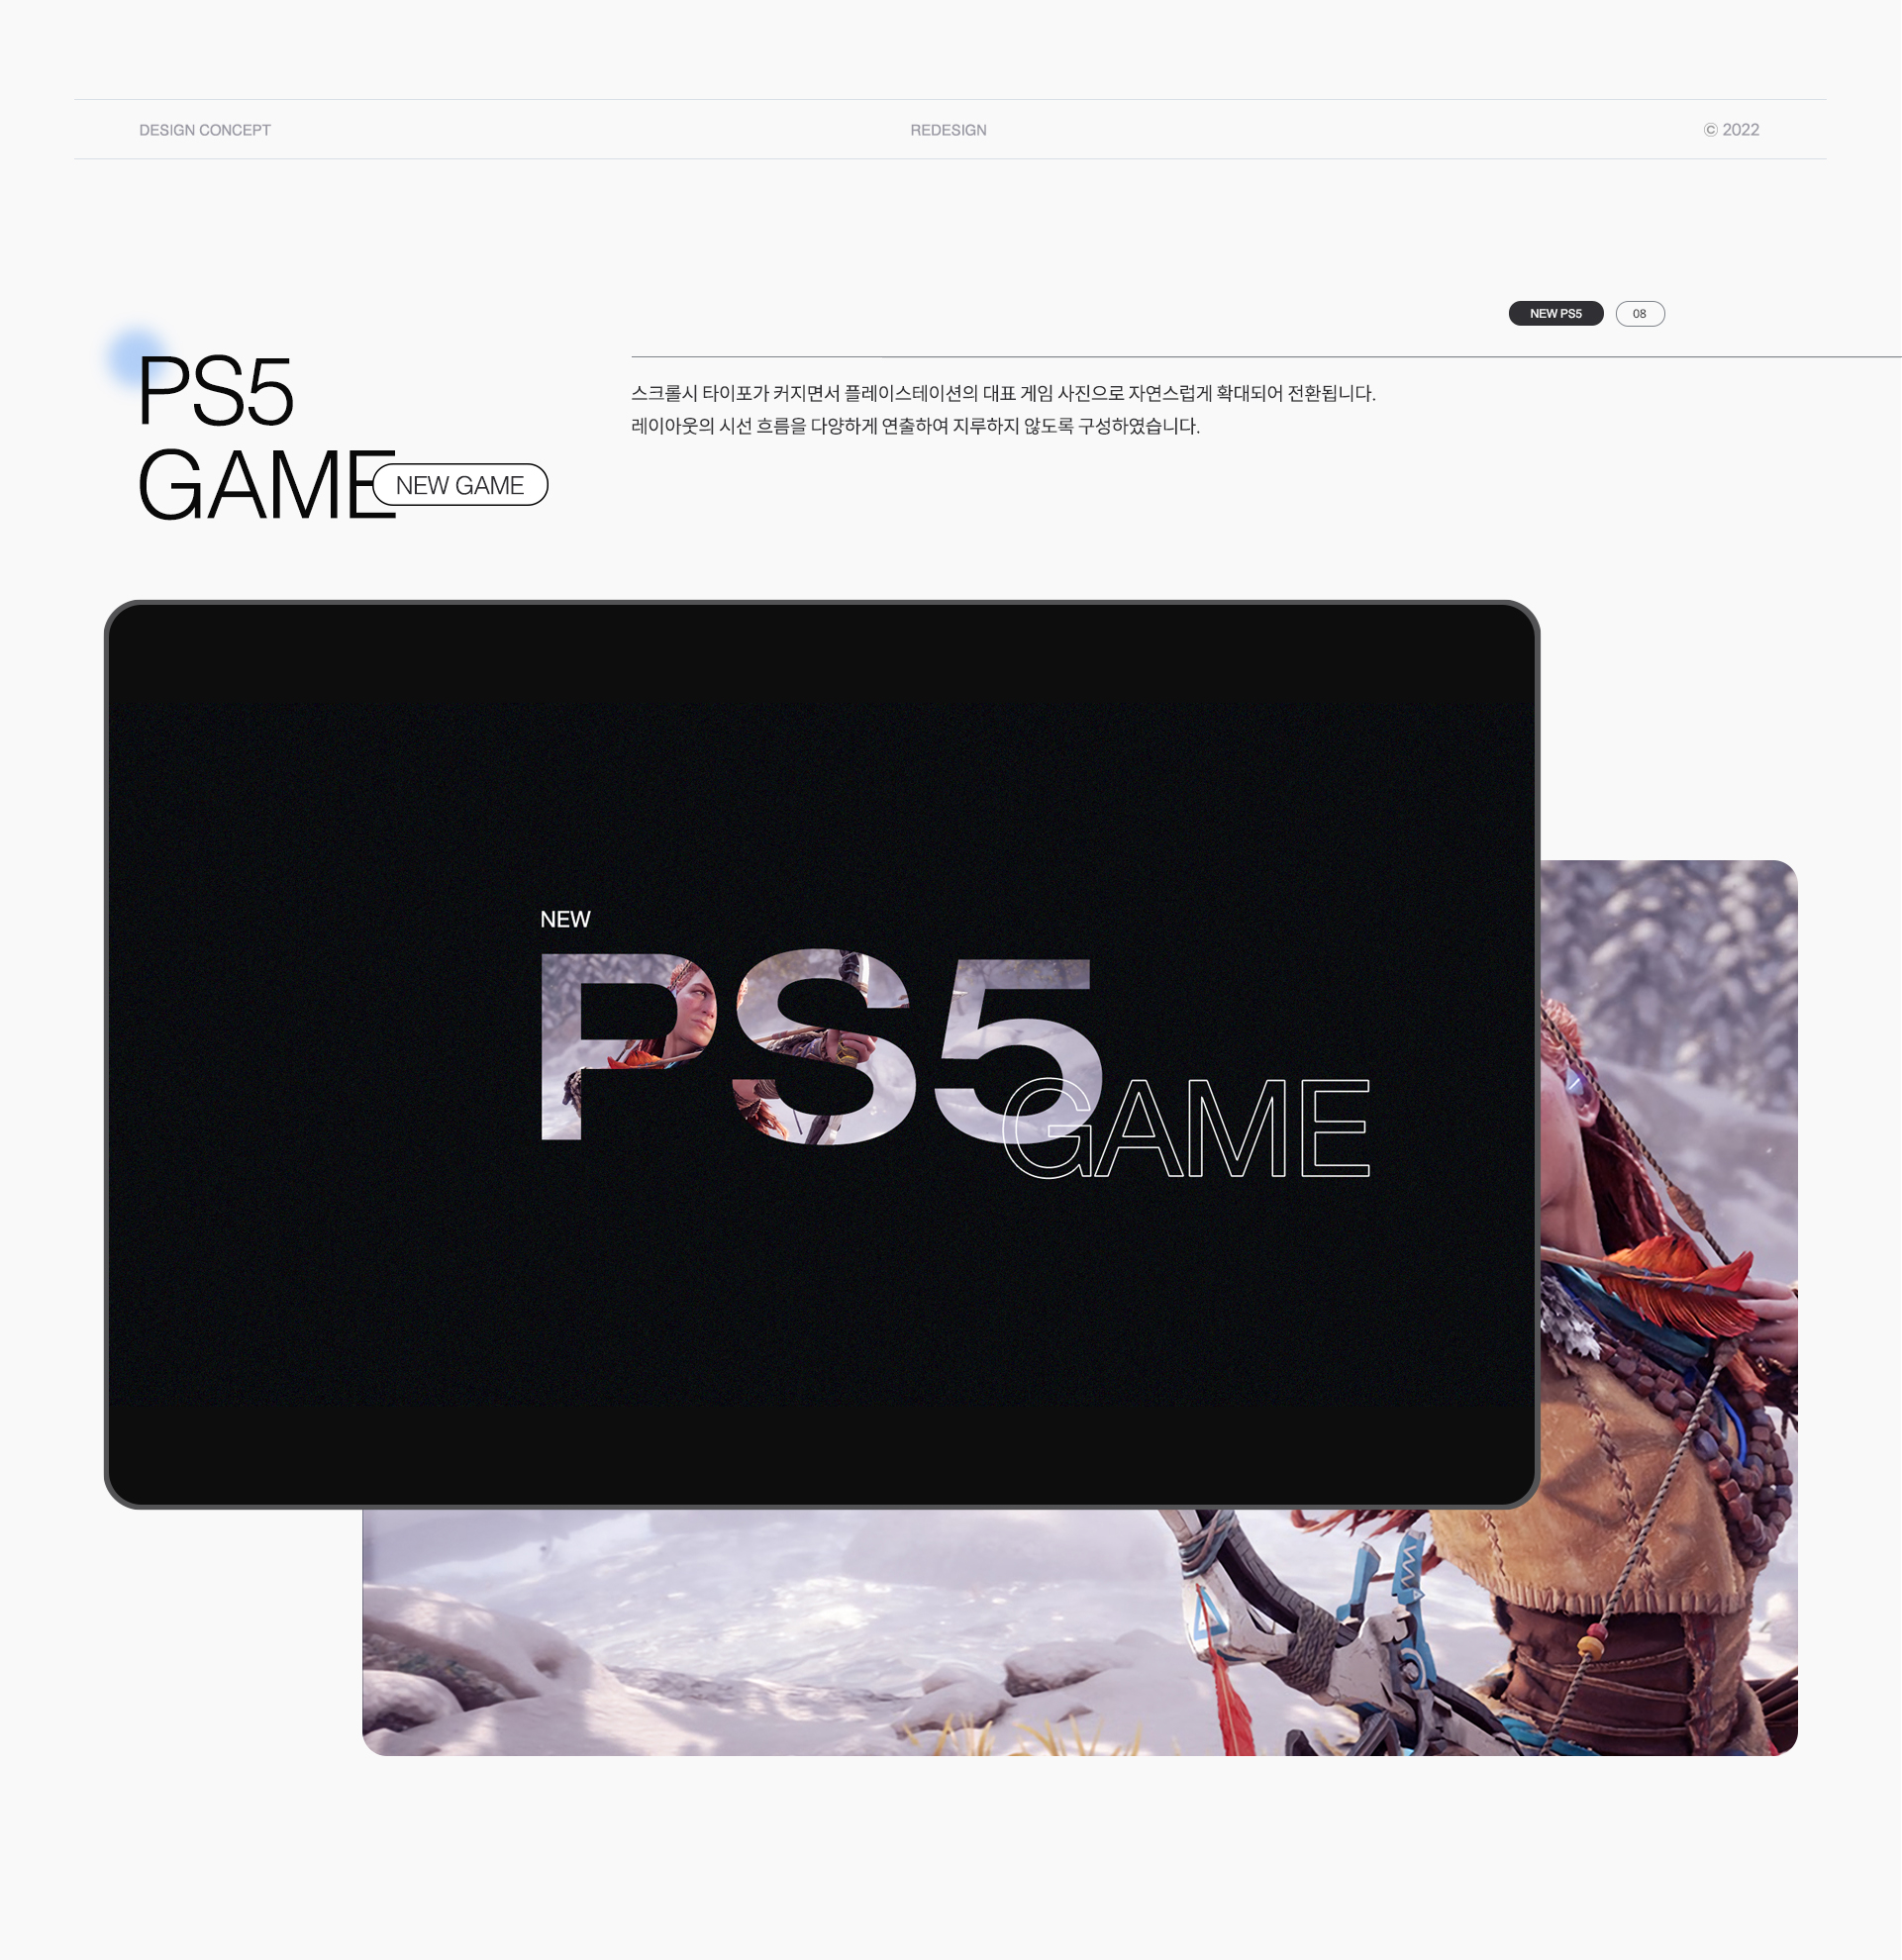 DESIGN CONCEPT
REDESIGN
© 2022
NEW PS5
08
PS5
GAME
NEW GAME
스크롤시 타이포가 커지면서 플레이스테이션의 대표 게임 사진으로 자연스럽게 확대되어 전환됩니다.
레이아웃의 시선 흐름을 다양하게 연출하여 지루하지 않도록 구성하였습니다.
NEW
PS5
GAME